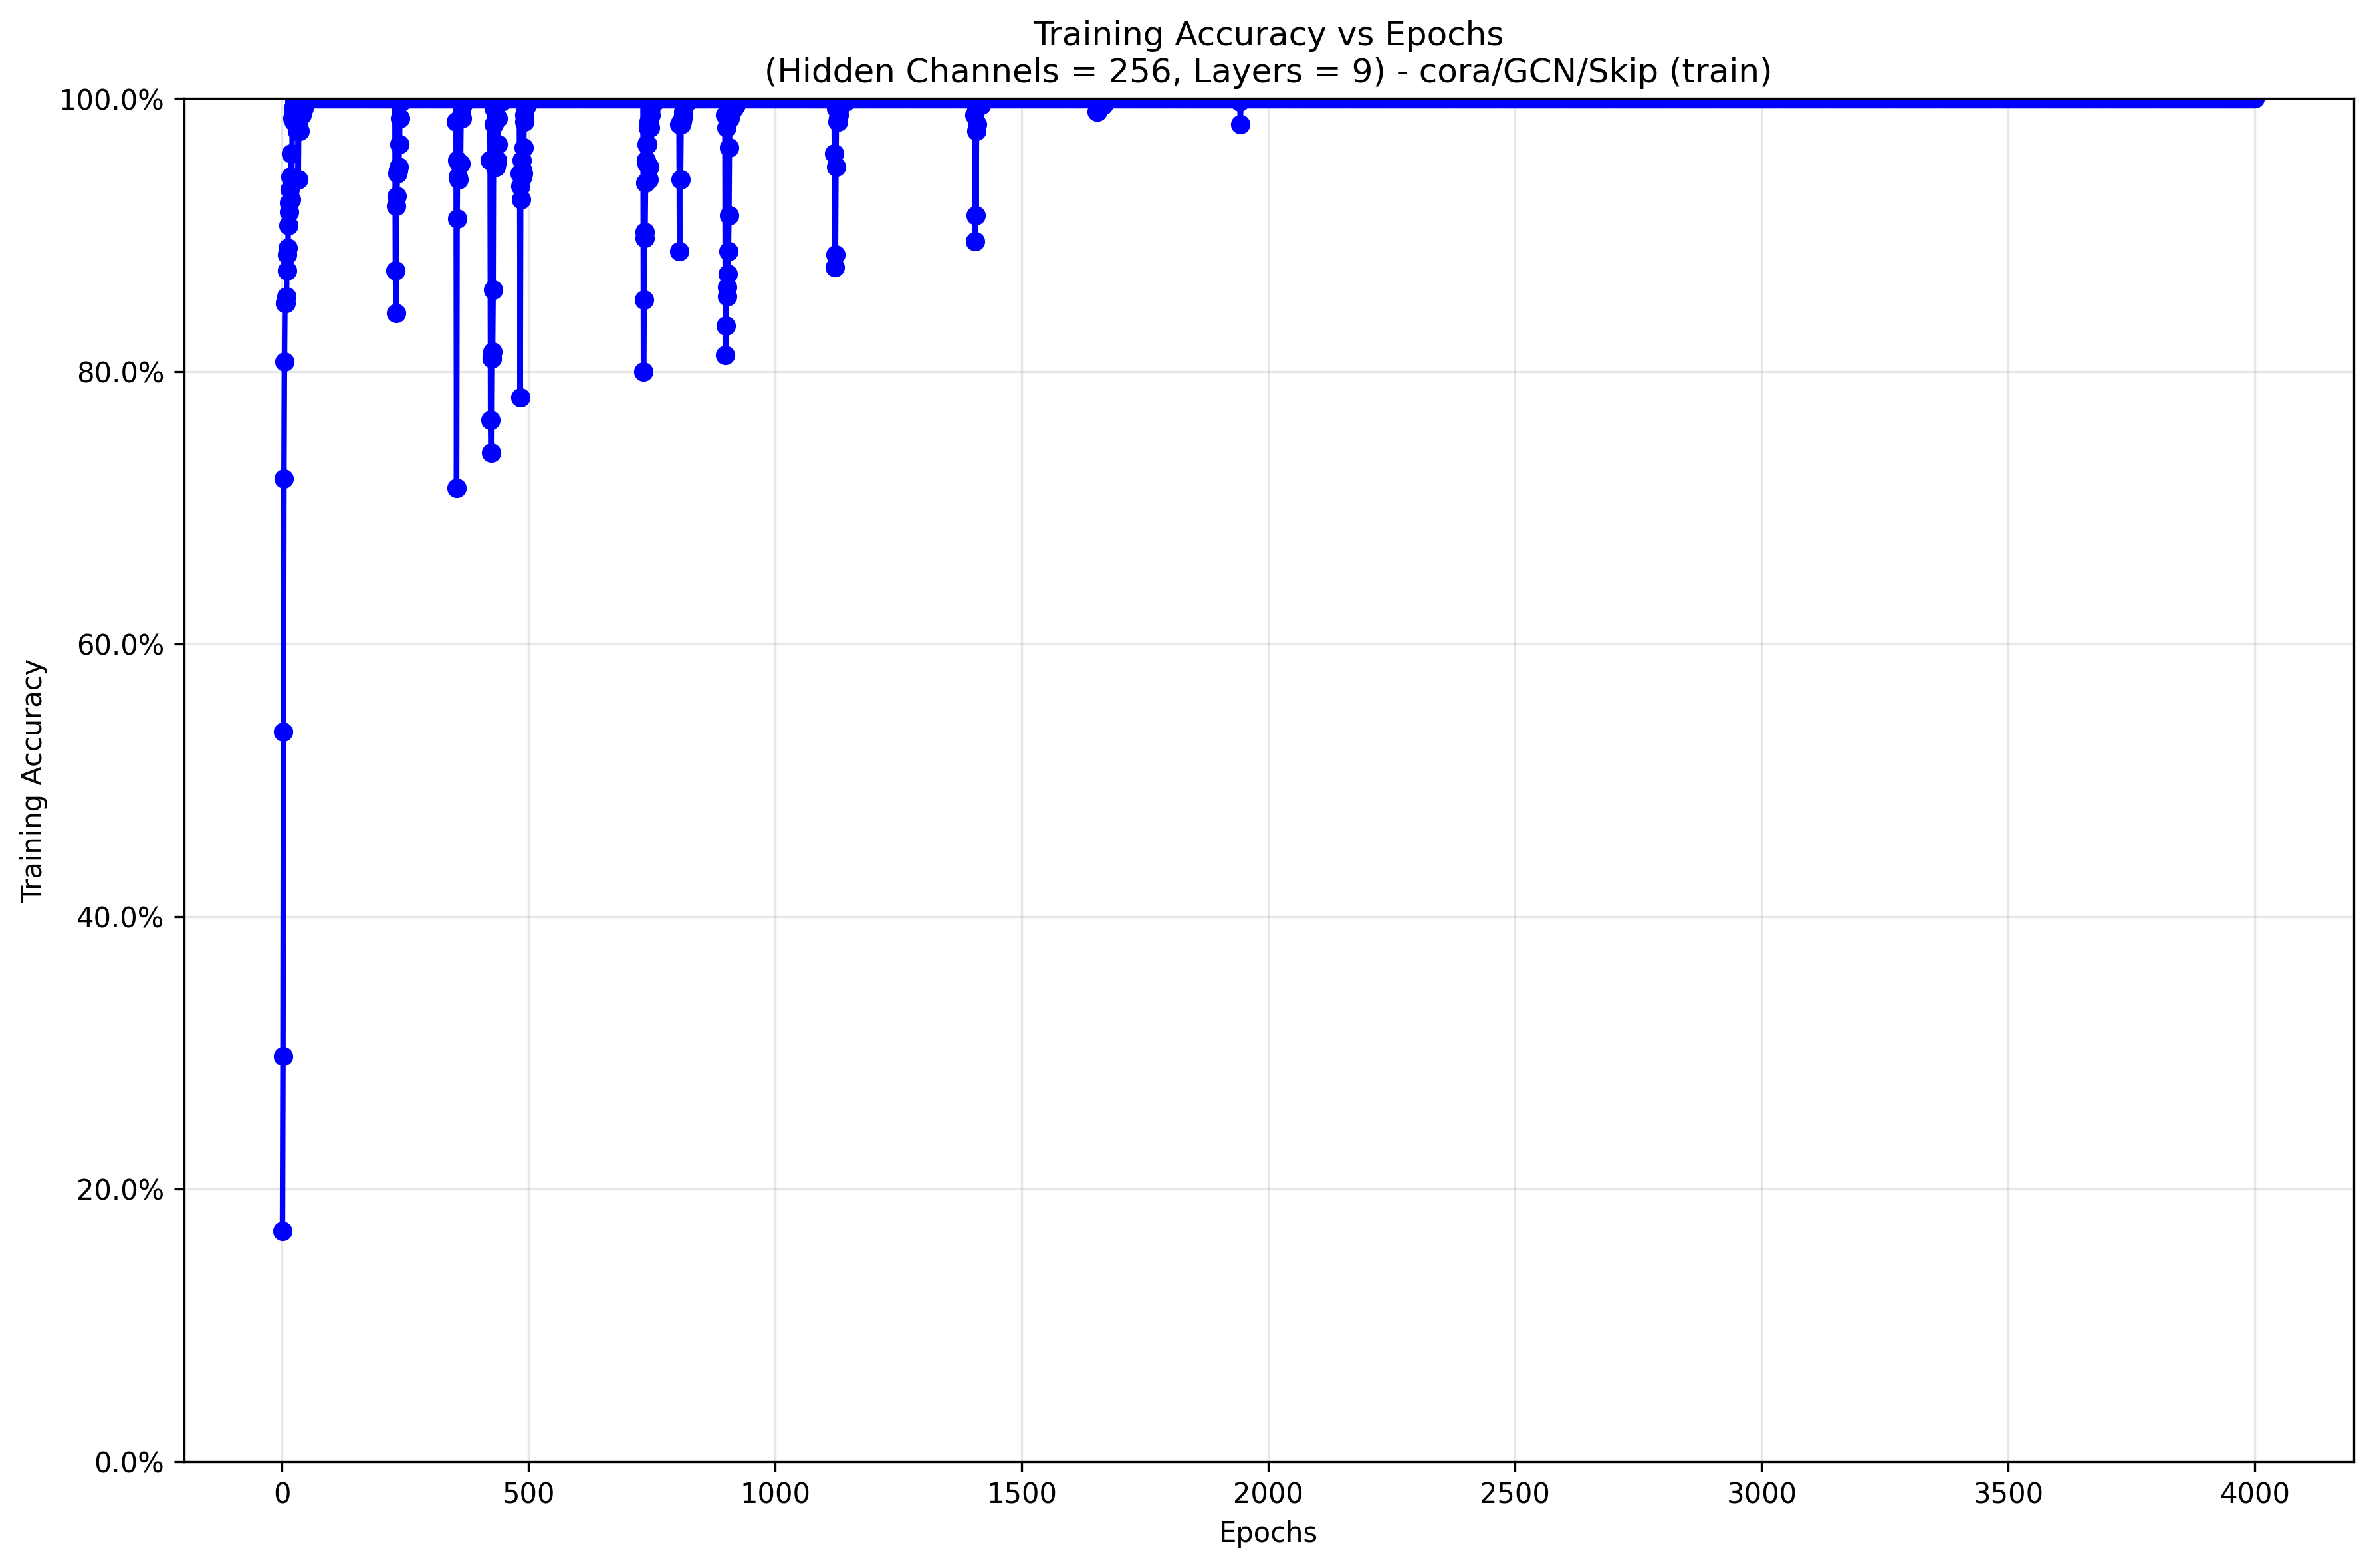 Training Accuracy vs Epochs
(Hidden Channels = 256, Layers = 9) - cora/GCN/Skip (train)
100.0%
80.0%
60.0%
40.0%
20.0%
0.0%
Training Accuracy
0 500 1000 1500 2000 2500 3000 3500 4000
Epochs